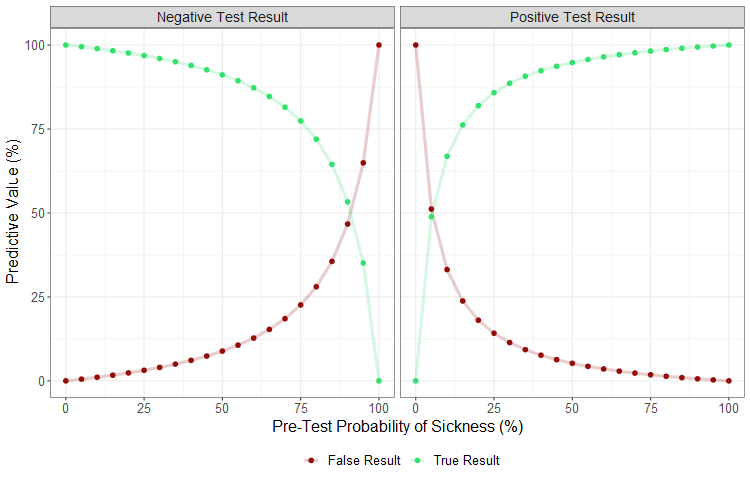 Negative Test Result
Positive Test Result
Predictive Value (%)
100
75
50
25
0
0 25 50 75 100
0 25 50 75 100
Pre-Test Probability of Sickness (%)
False Result True Result